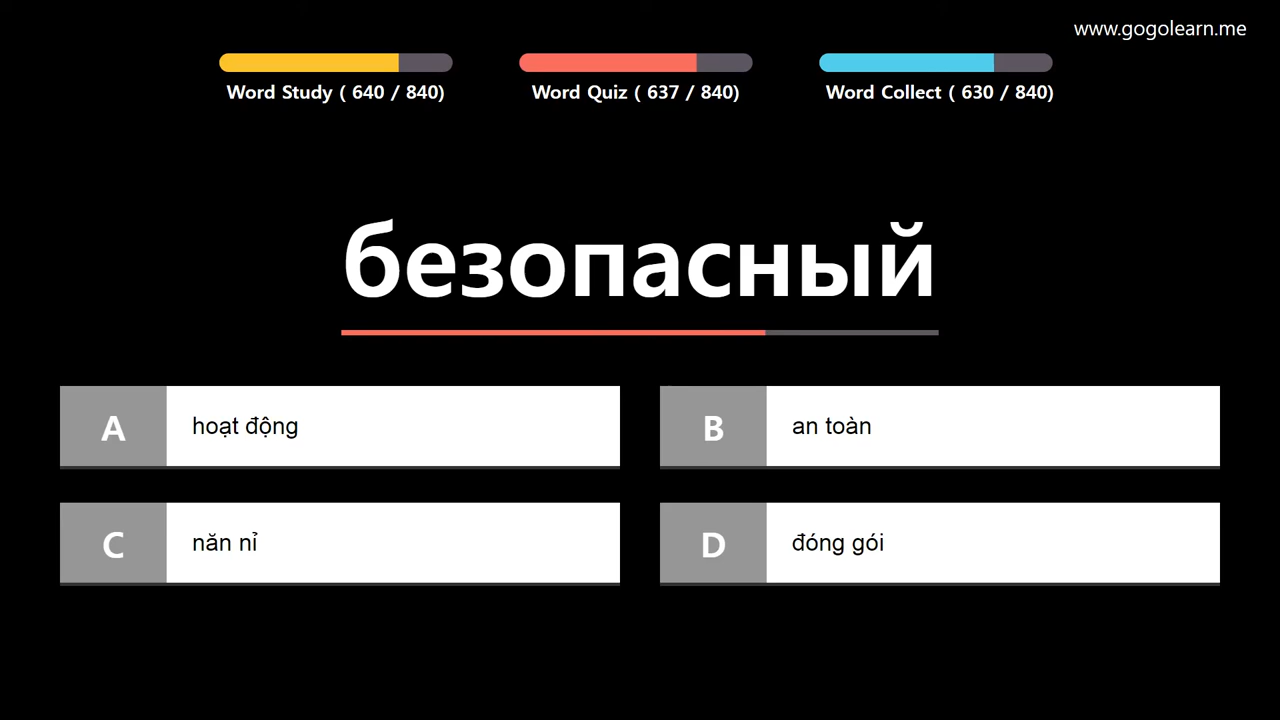 www.gogolearn.me
Word Study ( 640 / 840)
Word Quiz ( 637 / 840)
Word Collect ( 630 / 840)
безопасный
A hoạt động
B an toàn
C năn nỉ
D đóng gói